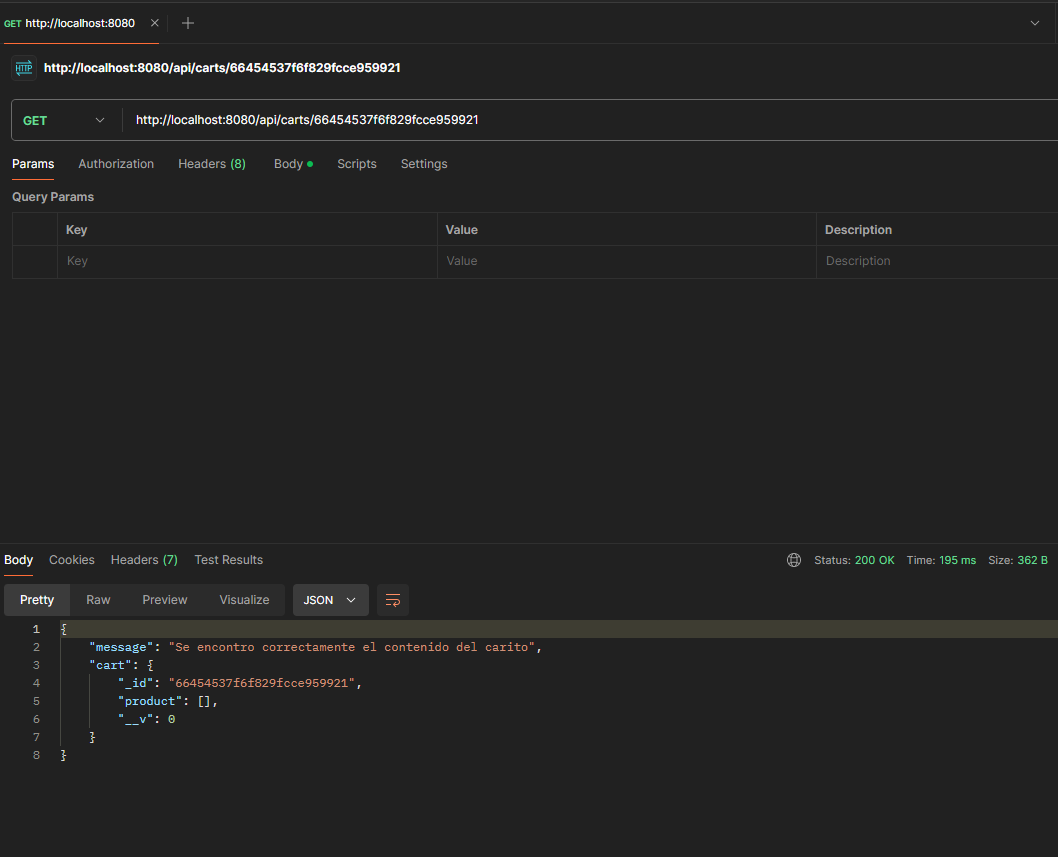 GET http://localhost:8080
HTTP http://localhost:8080/api/carts/66454537f6f829fcce959921
GET http://localhost:8080/api/carts/66454537f6f829fcce959921
Params Authorization Headers (8) Body Scripts Settings
Query Params
Key Value Description
Key Value Description
Body Cookies Headers (7) Test Results Status: 200 OK Time: 195 ms Size: 362 B
Pretty Raw Preview Visualize JSON
1 {
2 "message": "Se encontro correctamente el contenido del carito",
3 "cart": {
4 "_id": "66454537f6f829fcce959921",
5 "product": [],
6 "__v": 0
7 }
8 }